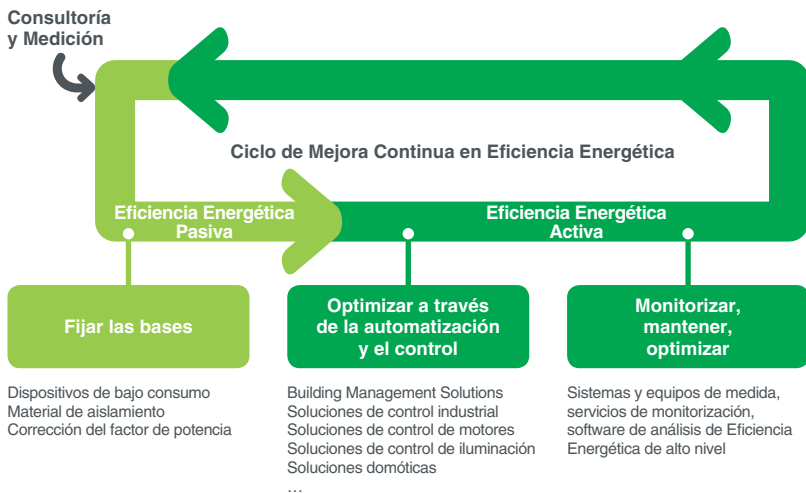 Consultoría
y Medición
Ciclo de Mejora Continua en Eficiencia Energética
Eficiencia Energética
Pasiva
Eficiencia Energética
Activa
Fijar las bases
Optimizar a través
de la automatización
y el control
Monitorizar,
mantener,
optimizar
Dispositivos de bajo consumo
Material de aislamiento
Corrección del factor de potencia
Building Management Solutions
Soluciones de control industrial
Soluciones de control de motores
Soluciones de control de iluminación
Soluciones domóticas
...
Sistemas y equipos de medida,
servicios de monitorización,
software de análisis de Eficiencia
Energética de alto nivel